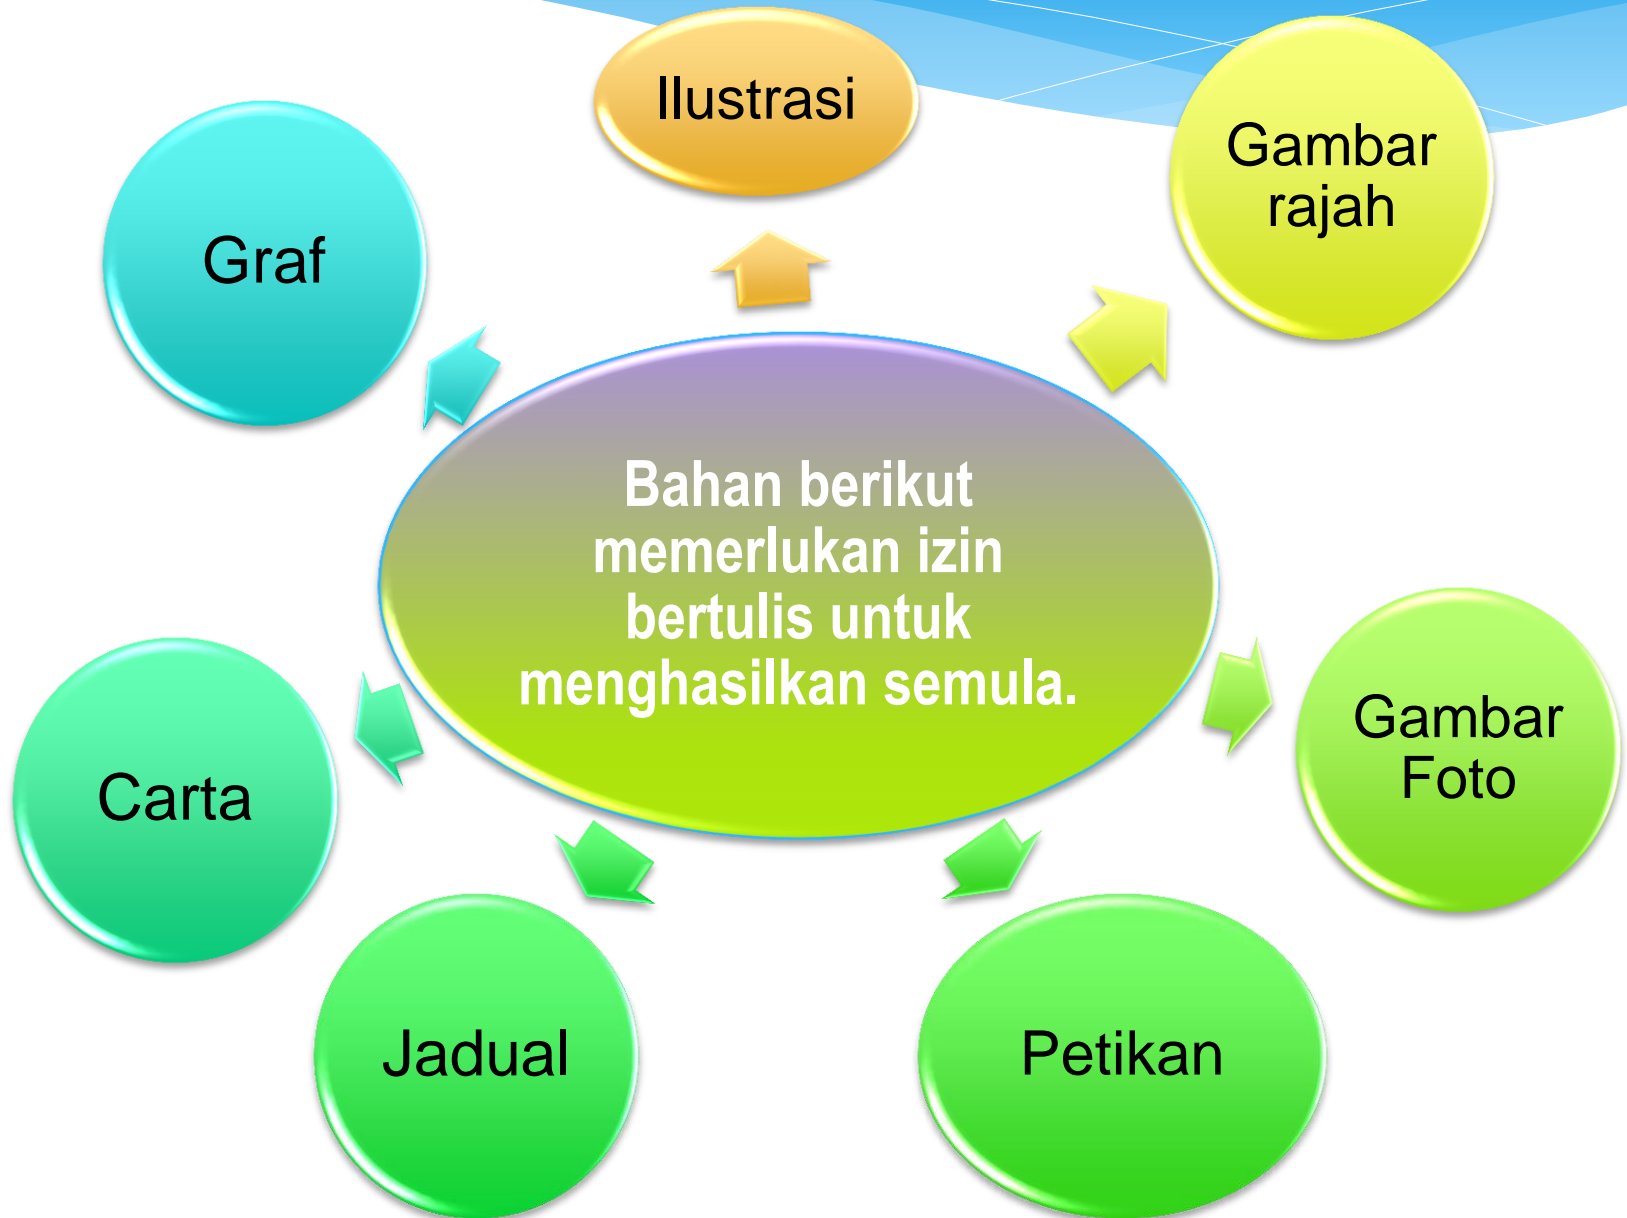 Ilustrasi
Gambar
rajah
Graf
Bahan berikut
memerlukan izin
bertulis untuk
menghasilkan semula.
Gambar
Foto
Carta
Jadual
Petikan